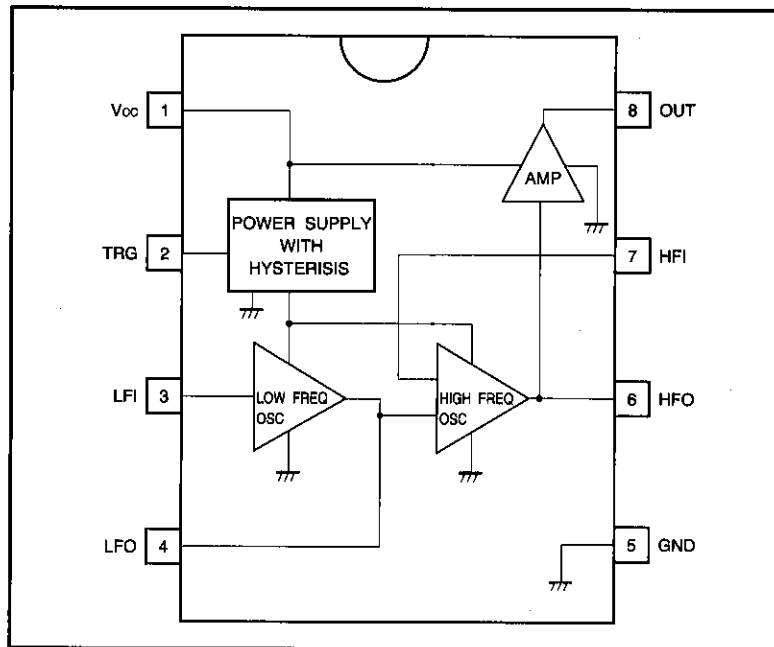 Vcc 1
8 OUT
AMP
POWER SUPPLY
WITH
HYSTERISIS
TRG 2
7 HFI
LFI 3
LOW FREQ
OSC
HIGH FREQ
OSC
6 HFO
LFO 4
5 GND